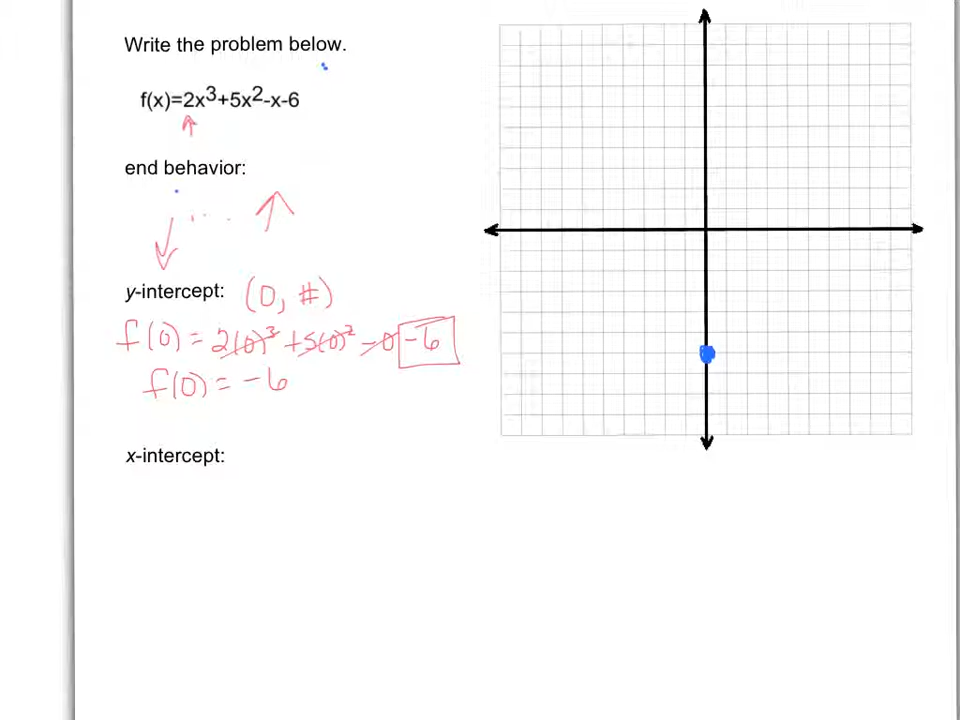 Write the problem below.
f(x)=2x³+5x²-x-6
end behavior:
y-intercept: (0, #)
f(0) = 2(0)³ +5(0)² -0 -6
f(0) = -6
x-intercept: